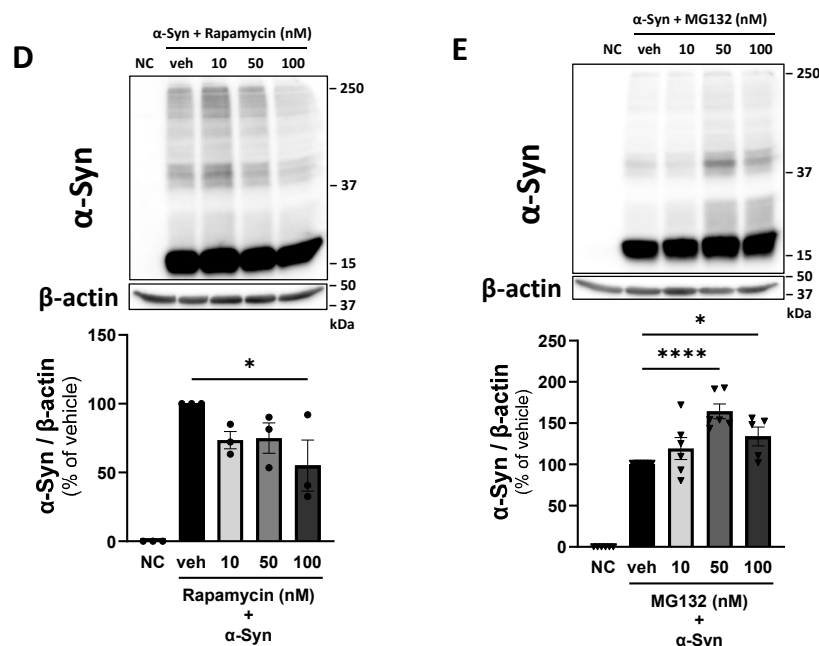 D
α-Syn + Rapamycin (nM)
NC veh 10 50 100
α-Syn
250
37
15
β-actin
50
37
kDa
α-Syn / β-actin
(% of vehicle)
150
100
50
0
*
NC veh 10 50 100
Rapamycin (nM)
+
α-Syn
E
α-Syn + MG132 (nM)
NC veh 10 50 100
α-Syn
250
37
15
β-actin
50
37
kDa
α-Syn / β-actin
(% of vehicle)
250
200
150
100
50
0
*
****
NC veh 10 50 100
MG132 (nM)
+
α-Syn